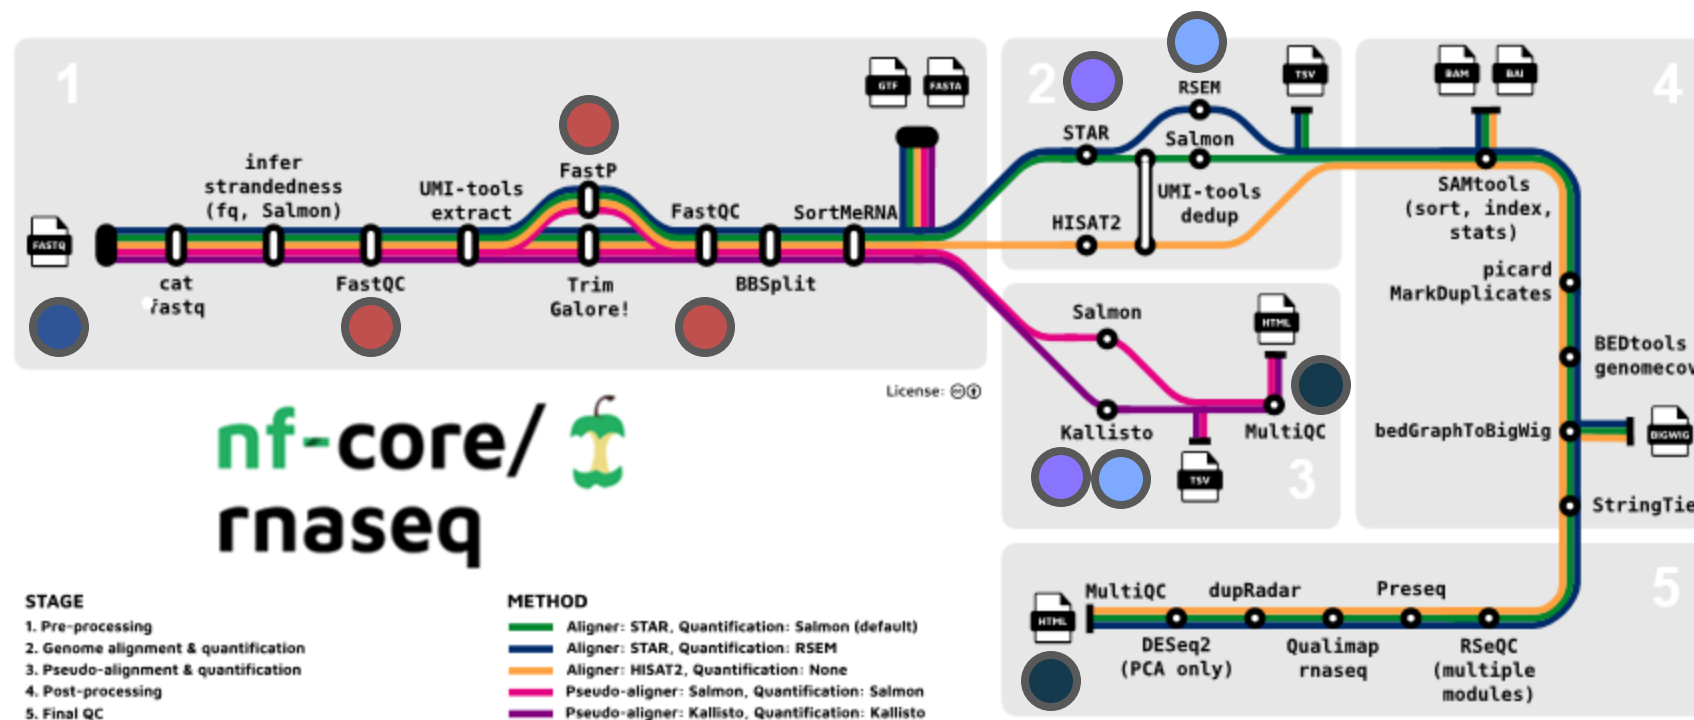 1
infer
strandedness
(fq, Salmon)
UMI-tools
extract
FastP
FastQC
SortMeRNA
GTF
FASTA
FASTQ
cat
fastq
FastQC
Trim
Galore!
BBSplit
2
STAR
RSEM
Salmon
UMI-tools
dedup
HISAT2
TSV
3
Salmon
Kallisto
MultiQC
HTML
TSV
4
BAM
BAI
SAMtools
(sort, index,
stats)
picard
MarkDuplicates
BEDtools
genomecov
bedGraphToBigWig
BIGWIG
StringTie
5
HTML
MultiQC
dupRadar
Preseq
DESeq2
(PCA only)
Qualimap
rnaseq
RSeQC
(multiple
modules)
License:
nf-core/
rnaseq
STAGE
1. Pre-processing
2. Genome alignment & quantification
3. Pseudo-alignment & quantification
4. Post-processing
5. Final QC
METHOD
Aligner: STAR, Quantification: Salmon (default)
Aligner: STAR, Quantification: RSEM
Aligner: HISAT2, Quantification: None
Pseudo-aligner: Salmon, Quantification: Salmon
Pseudo-aligner: Kallisto, Quantification: Kallisto